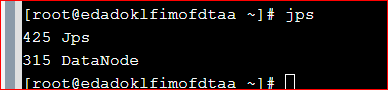 [root@edadoklfimofdtaa ~]# jps
425 Jps
315 DataNode
[root@edadoklfimofdtaa ~]#